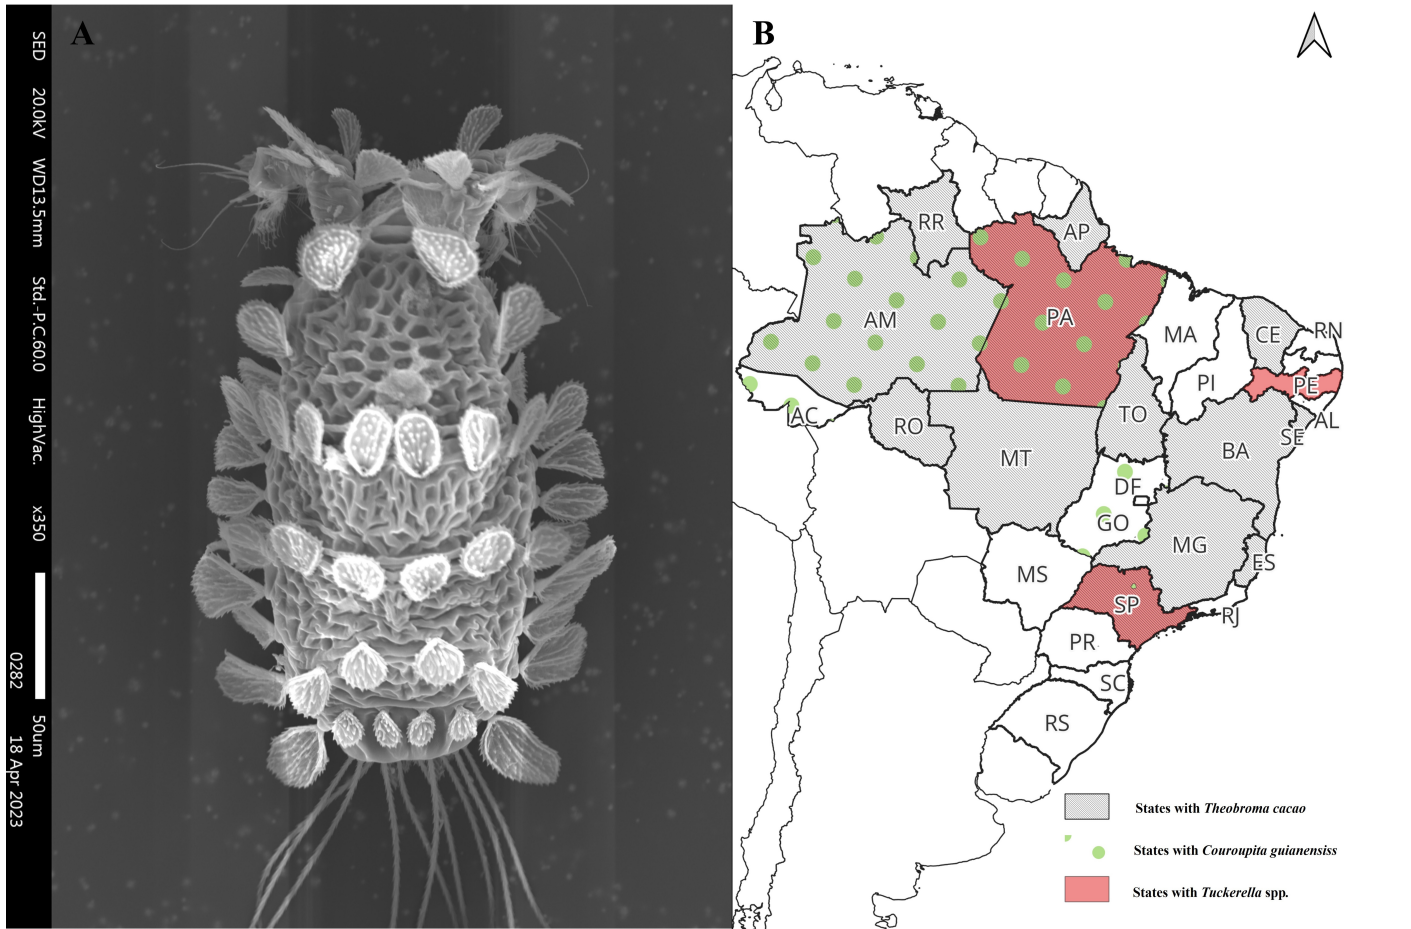 A
SED 20.0kV WD13.5mm Std.-P.C.60.0 HighVac. x350 50um
0282 18 Apr 2023
B
RR
AP
AM
PA
MA
CE
RN
PI
PE
AC
RO
TO
AL
SE
MT
BA
DF
GO
MG
ES
MS
SP
RJ
PR
SC
RS
States with Theobroma cacao
States with Couroupita guianensiss
States with Tuckerella spp.